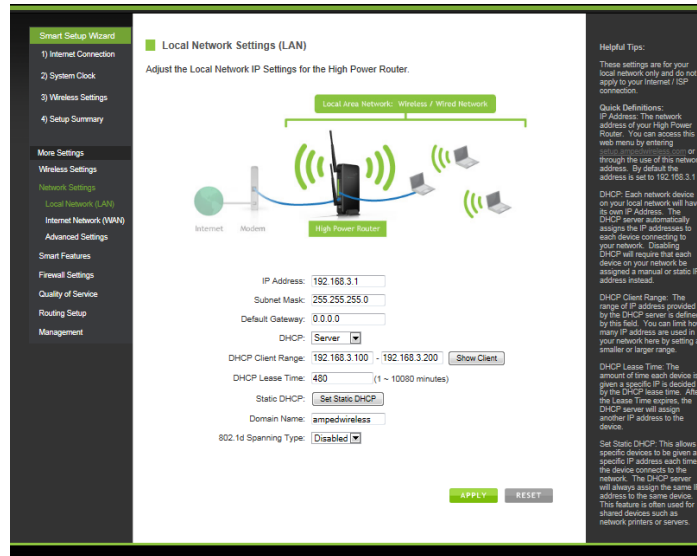 Smart Setup Wizard
1) Internet Connection
2) System Clock
3) Wireless Settings
4) Setup Summary
More Settings
Wireless Settings
Network Settings
Local Network (LAN)
Internet Network (WAN)
Advanced Settings
Smart Features
Firewall Settings
Quality of Service
Routing Setup
Management
Local Network Settings (LAN)
Adjust the Local Network IP Settings for the High Power Router.
Local Area Network: Wireless / Wired Network
Internet Modem High Power Router
IP Address: 192.168.3.1
Subnet Mask: 255.255.255.0
Default Gateway: 0.0.0.0
DHCP: Server
DHCP Client Range: 192.168.3.100 - 192.168.3.200 Show Client
DHCP Lease Time: 480 (1 ~ 10080 minutes)
Static DHCP: Set Static DHCP
Domain Name: ampedwireless
802.1d Spanning Type: Disabled
APPLY RESET
Helpful Tips:
These settings are for your
local network only and do not
apply to your Internet / ISP
connection.
Quick Definitions:
IP Address: The network
address of your High Power
Router. You can access this
web menu by entering
setup.ampedwireless.com or
through the use of this networ
address. By default the
address is set to 192.168.3.1
DHCP: Each network device
on your local network will have
its own IP Address. The
DHCP server automatically
assigns the IP addresses to
each device connecting to
your network. Disabling
DHCP will require that each
device on your network be
assigned a manual or static IP
address instead.
DHCP Client Range: The
range of IP address provided
by the DHCP server is defined
by this field. You can limit how
many IP address are used in
your network here by setting a
smaller or larger range.
DHCP Lease Time: The
amount of time each device is
given a specific IP is decided
by the DHCP lease time. Afte
the Lease Time expires, the
DHCP server will assign
another IP address to the
device.
Set Static DHCP: This allows
specific devices to be given a
specific IP address each time
the device connects to the
network. The DHCP server
will always assign the same IP
address to the same device.
This feature is often used for
shared devices such as
network printers or servers.